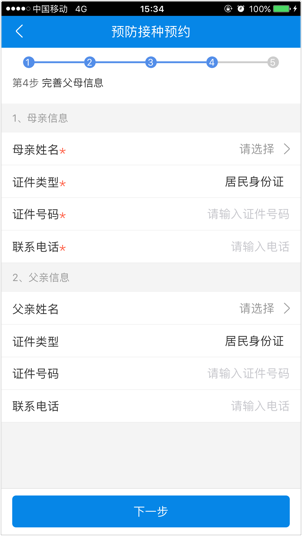 中国移动 4G 15:34 100%
预防接种预约
1 2 3 4 5
第4步 完善父母信息
1、母亲信息
母亲姓名* 请选择
证件类型* 居民身份证
证件号码* 请输入证件号码
联系电话* 请输入电话
2、父亲信息
父亲姓名 请选择
证件类型 居民身份证
证件号码 请输入证件号码
联系电话 请输入电话
下一步